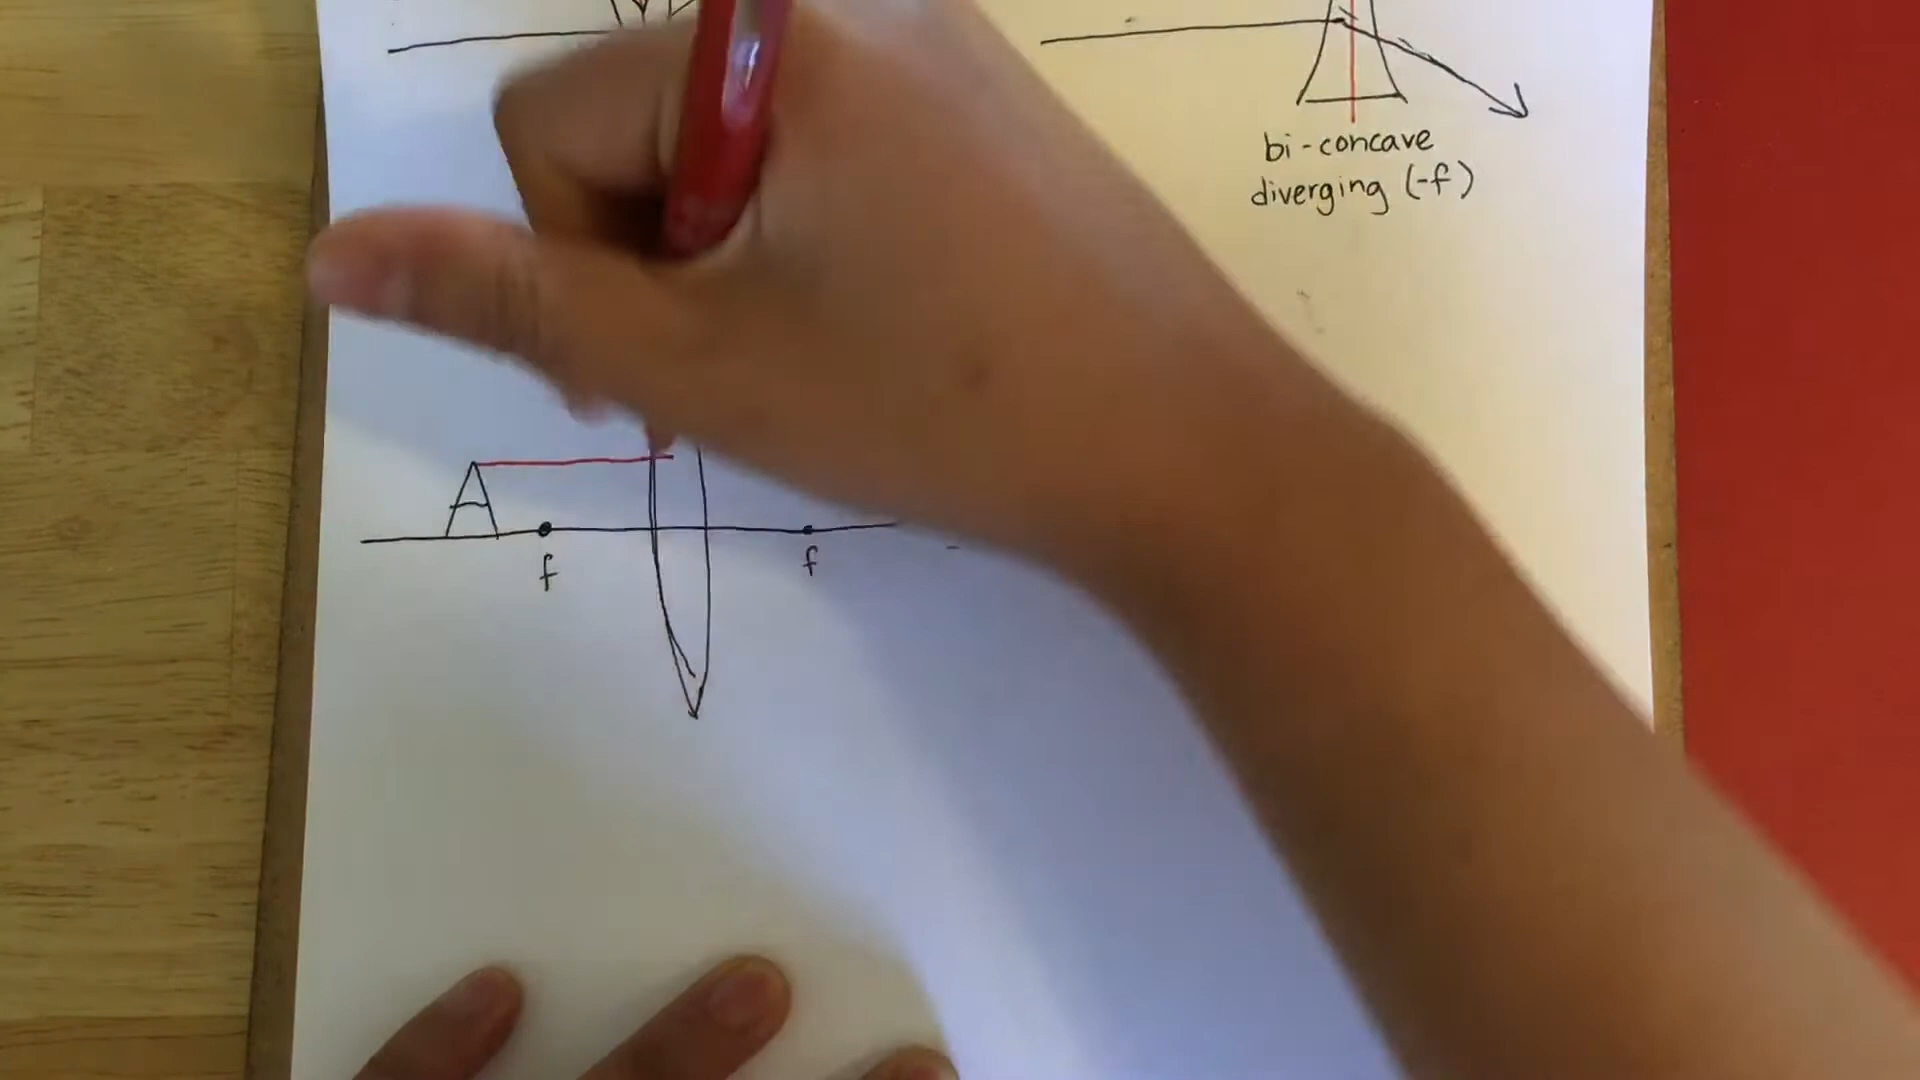 bi-concave
diverging (-f)
A
f
f